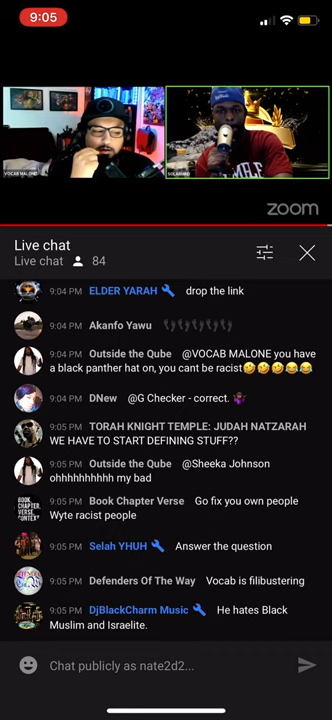 9:05
VOCAB MALONE
zoom
Live chat
Live chat 84
9:04 PM ELDER YARAH drop the link
9:04 PM Akanfo Yawu
9:04 PM Outside the Qube @VOCAB MALONE you have
a black panther hat on, you cant be racist🤣🤣🤣😂😂
9:04 PM DNew @G Checker - correct.
9:05 PM TORAH KNIGHT TEMPLE: JUDAH NATZARAH
WE HAVE TO START DEFINING STUFF??
9:05 PM Outside the Qube @Sheeka Johnson
ohhhhhhhhhh my bad
BOOK
CHAPTER,
VERSE
CONTEXT
9:05 PM Book Chapter Verse Go fix you own people
Wyte racist people
9:05 PM Selah YHUH Answer the question
9:05 PM Defenders Of The Way Vocab is filibustering
9:05 PM DjBlackCharm Music He hates Black
Muslim and Israelite.
Chat publicly as nate2d2...